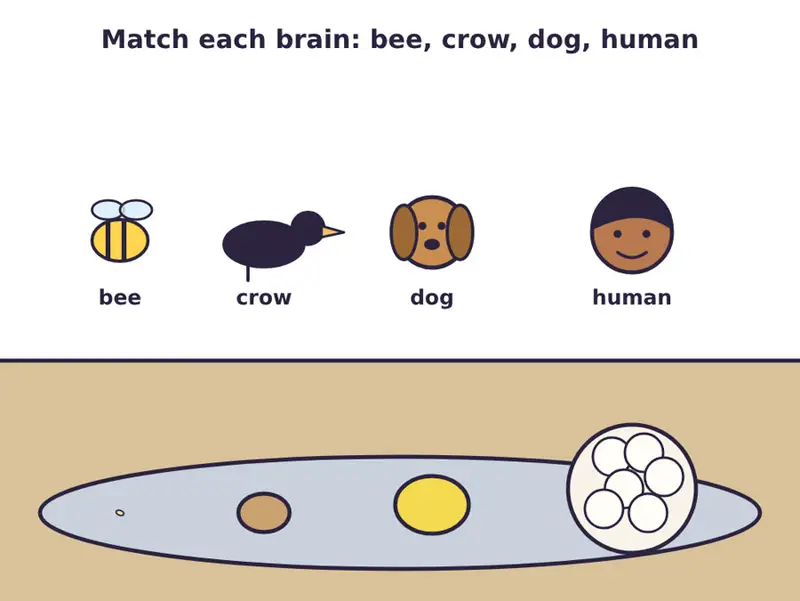 Match each brain: bee, crow, dog, human
bee
crow
dog
human